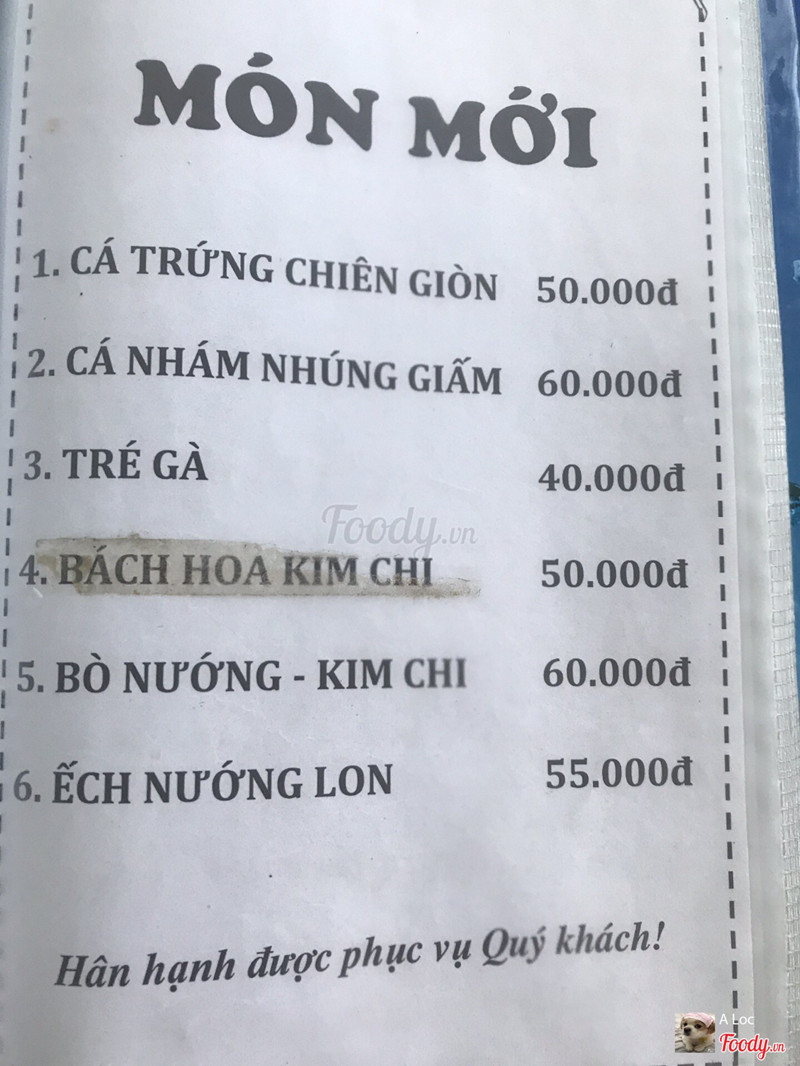 MÓN MỚI
1. CÁ TRỨNG CHIÊN GIÒN 50.000đ
2. CÁ NHÁM NHÚNG GIẤM 60.000đ
3. TRÉ GÀ 40.000đ
Foody.vn
4. BÁCH HOA KIM CHI 50.000đ
5. BÒ NƯỚNG - KIM CHI 60.000đ
6. ẾCH NƯỚNG LON 55.000đ
Hân hạnh được phục vụ Quý khách!
A Loc
Foody.vn